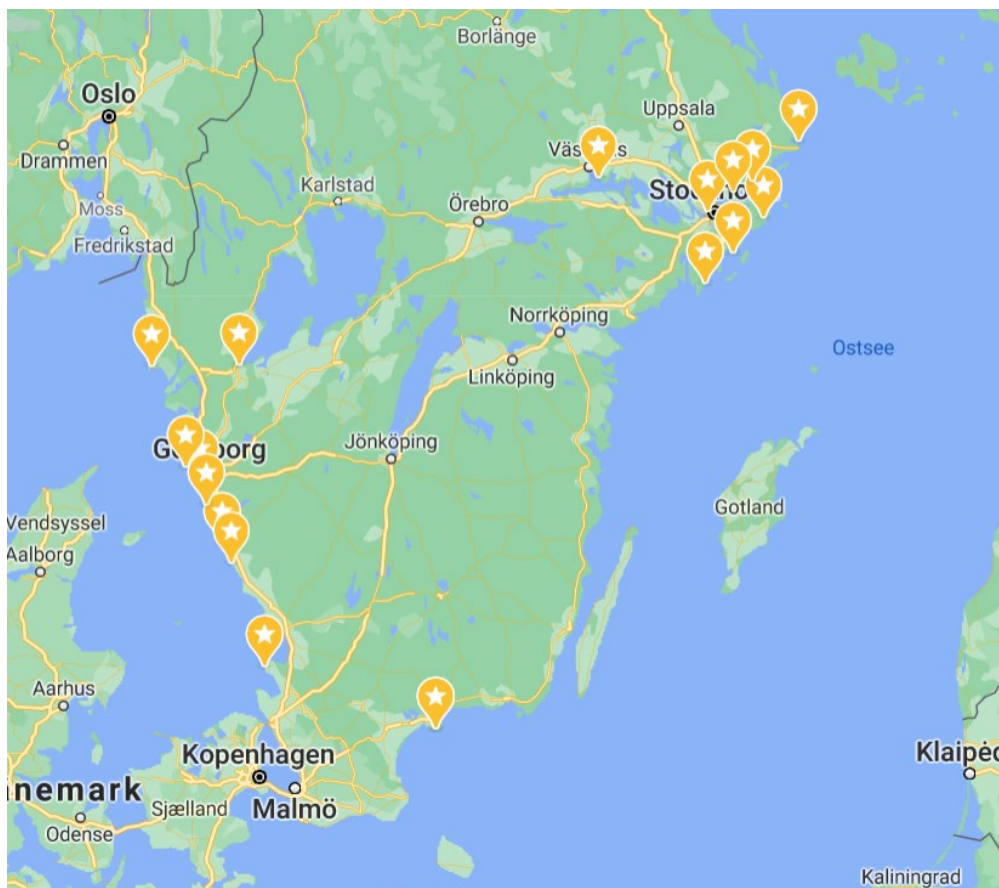 Borlänge
Oslo
Uppsala
Drammen
Karlstad
Moss
Örebro
Fredrikstad
Norrköping
Ostsee
Linköping
Jönköping
Gotland
Vendsyssel
Aalborg
Aarhus
Kopenhagen
Klaipėd
nemark
Sjælland
Malmö
Odense
Kaliningrad